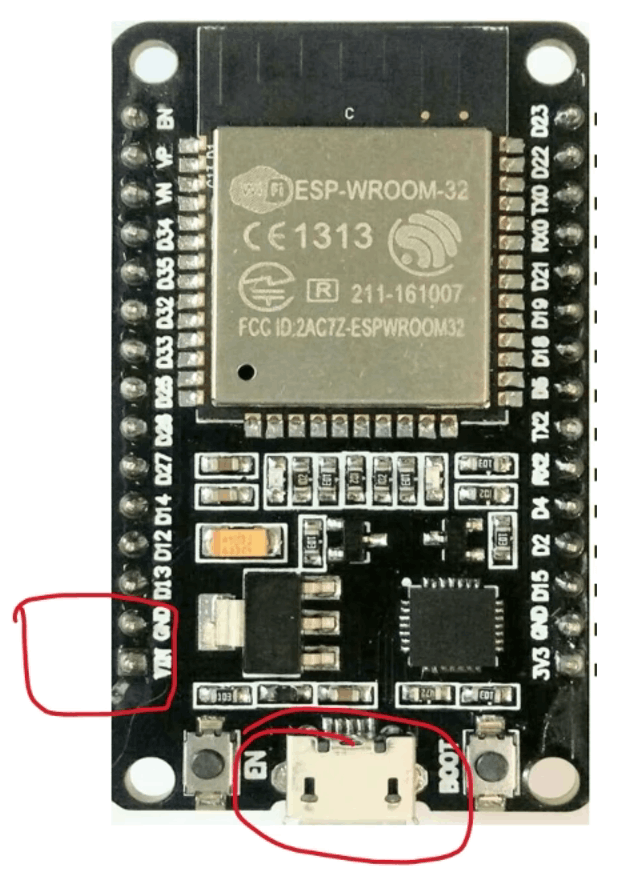 C
WiFi ESP-WROOM-32
CE1313
R 211-161007
FCC ID:2AC7Z-ESPWROOM32
EN
VP
VN
D34
D35
D32
D33
D25
D26
D27
D14
D12
D13
GND
VIN
D23
D22
TX0
RX0
D21
D19
D18
D5
TX2
RX2
D4
D2
D15
GND
3V3
EN
BOOT